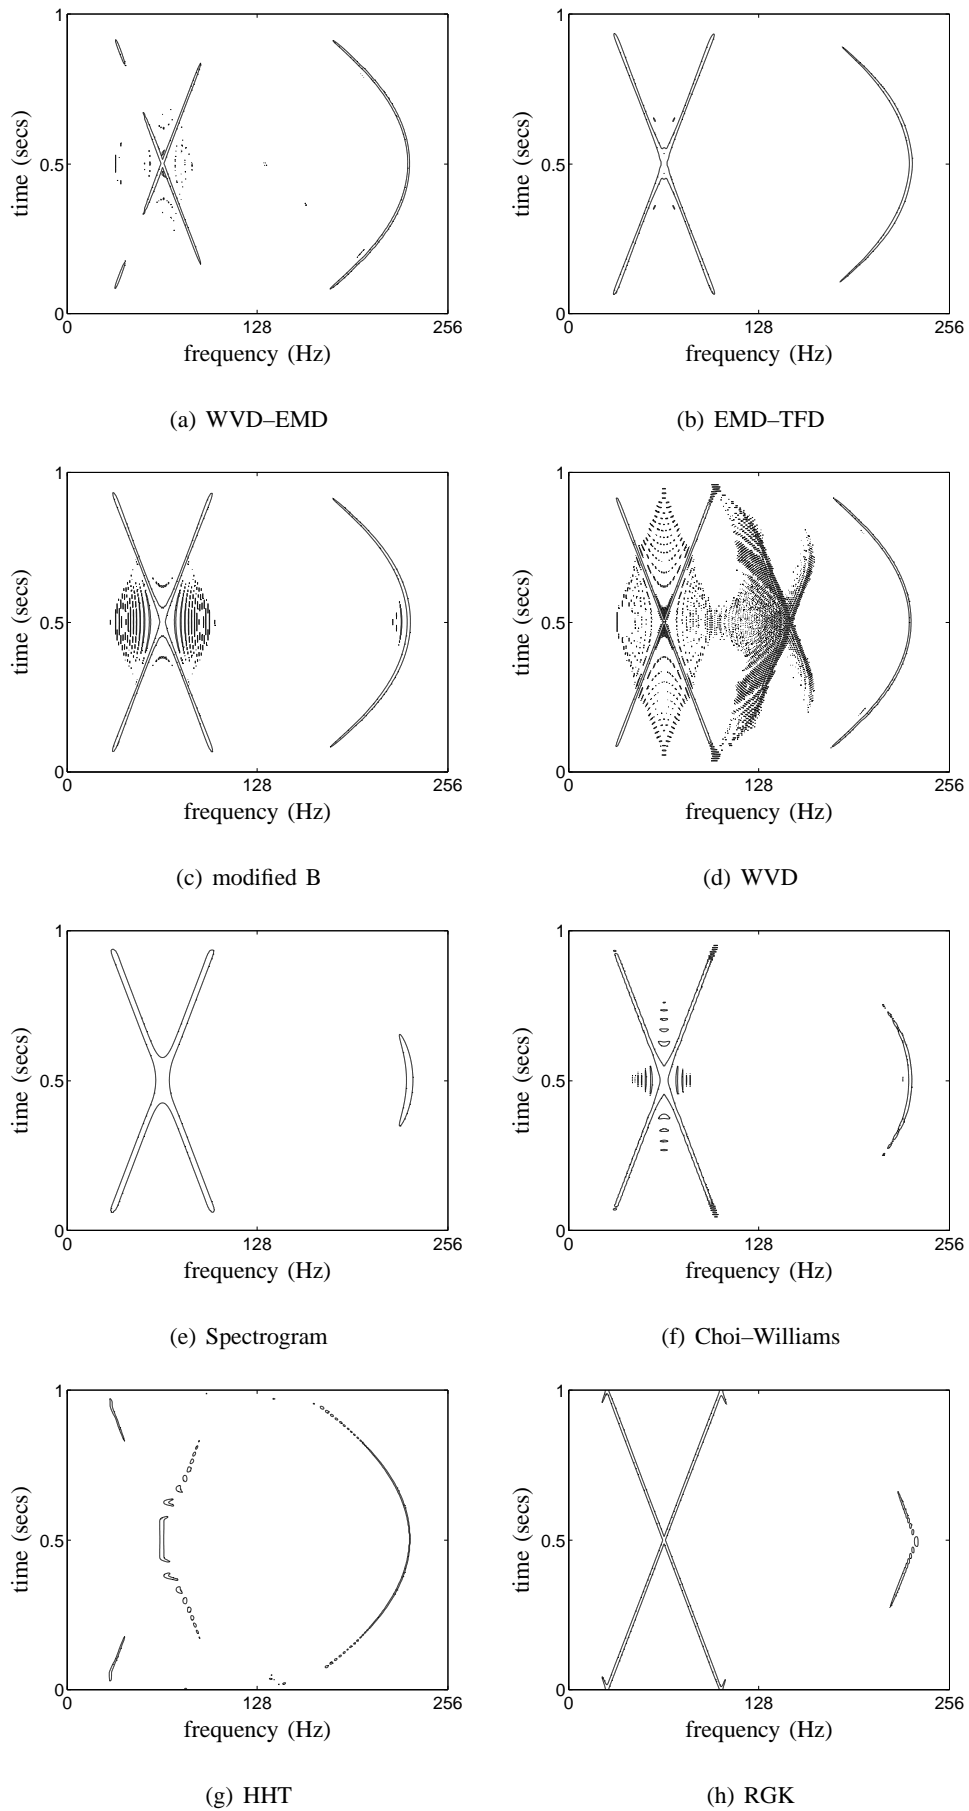 1
1
time (secs)
time (secs)
0.5
0.5
0
0
0
128
256
0
128
256
frequency (Hz)
frequency (Hz)
(a) WVD–EMD
(b) EMD–TFD
1
1
time (secs)
time (secs)
0.5
0.5
0
0
0
128
256
0
128
256
frequency (Hz)
frequency (Hz)
(c) modified B
(d) WVD
1
1
time (secs)
time (secs)
0.5
0.5
0
0
0
128
256
0
128
256
frequency (Hz)
frequency (Hz)
(e) Spectrogram
(f) Choi–Williams
1
1
time (secs)
time (secs)
0.5
0.5
0
0
0
128
256
0
128
256
frequency (Hz)
frequency (Hz)
(g) HHT
(h) RGK